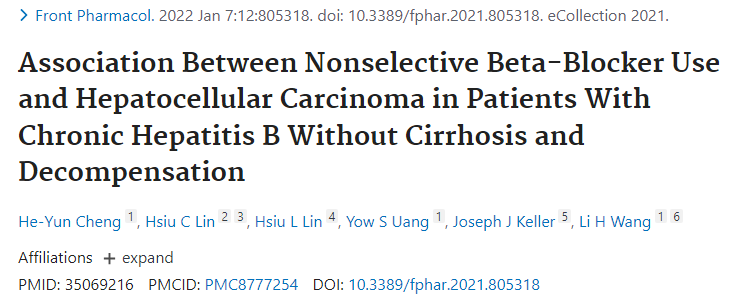 Front Pharmacol. 2022 Jan 7:12:805318. doi: 10.3389/fphar.2021.805318. eCollection 2021.
Association Between Nonselective Beta-Blocker Use
and Hepatocellular Carcinoma in Patients With
Chronic Hepatitis B Without Cirrhosis and
Decompensation
He-Yun Cheng 1, Hsiu C Lin 2 3, Hsiu L Lin 4, Yow S Uang 1, Joseph J Keller 5, Li H Wang 1 6
Affiliations + expand
PMID: 35069216 PMCID: PMC8777254 DOI: 10.3389/fphar.2021.805318